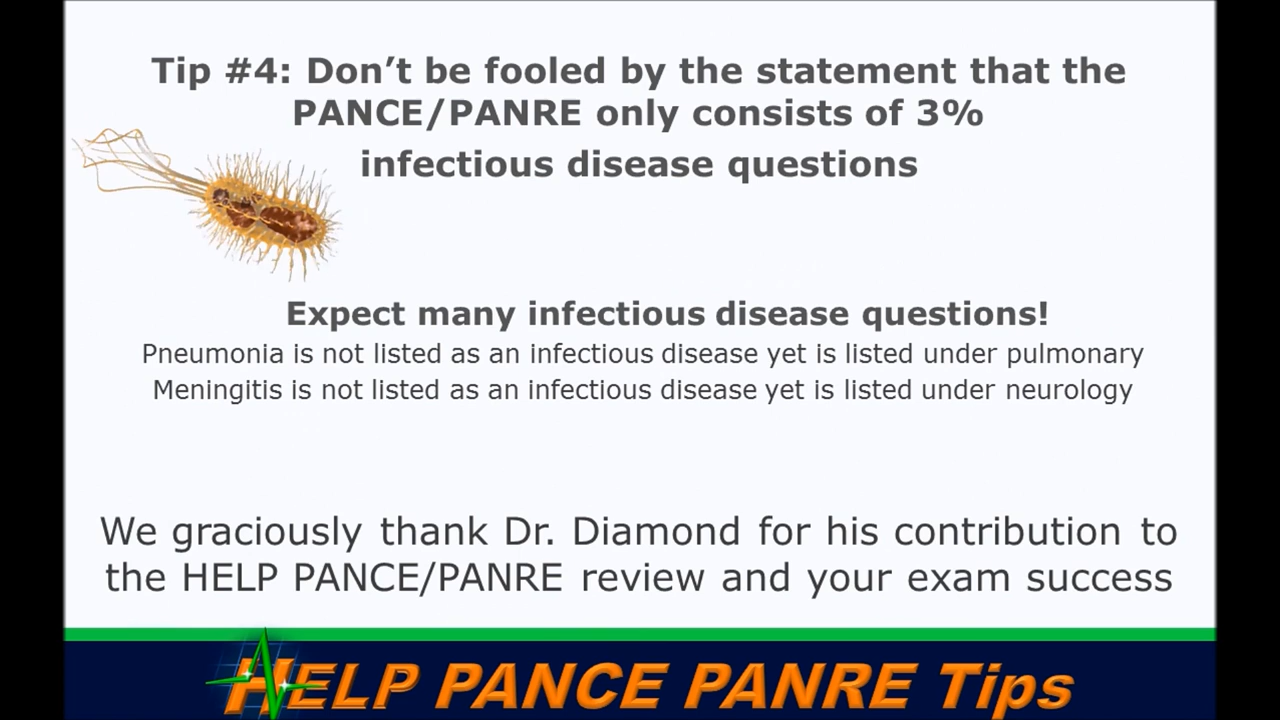 Tip #4: Don’t be fooled by the statement that the
PANCE/PANRE only consists of 3%
infectious disease questions
Expect many infectious disease questions!
Pneumonia is not listed as an infectious disease yet is listed under pulmonary
Meningitis is not listed as an infectious disease yet is listed under neurology
We graciously thank Dr. Diamond for his contribution to
the HELP PANCE/PANRE review and your exam success
HELP PANCE PANRE Tips